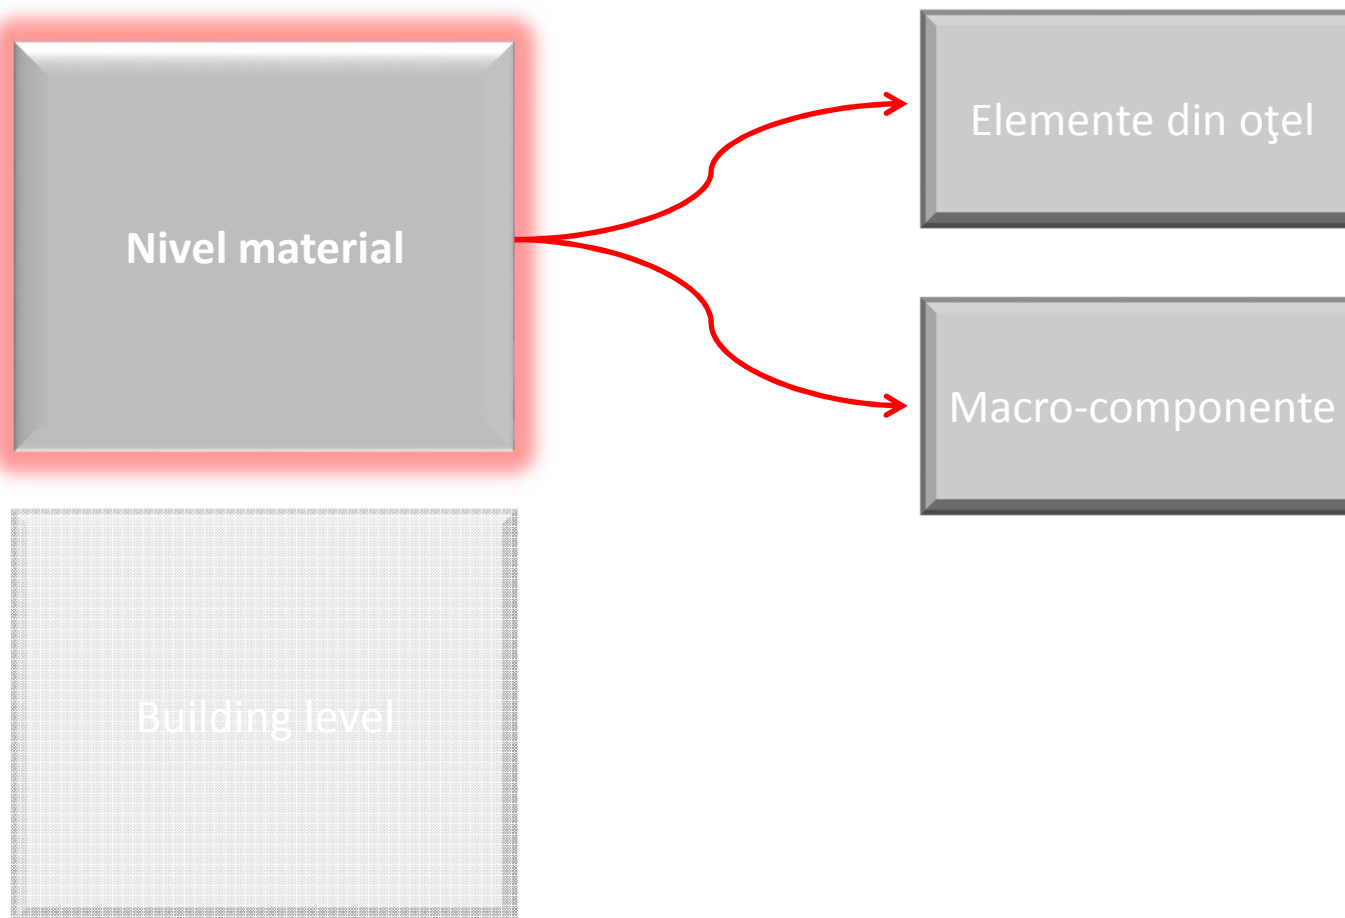 Nivel material
Elemente din oţel
Macro-componente
Building level